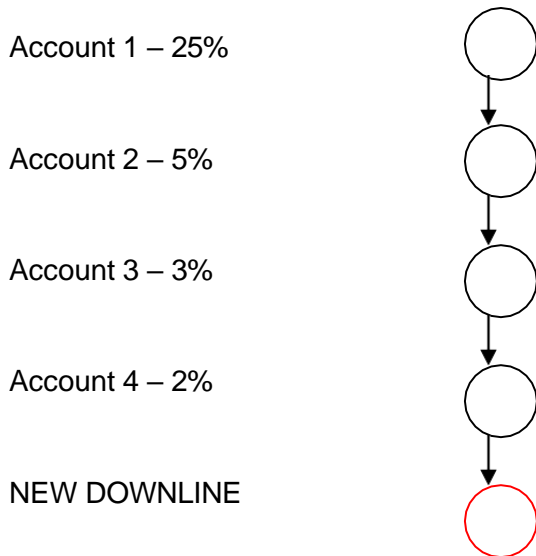 Account 1 – 25%
Account 2 – 5%
Account 3 – 3%
Account 4 – 2%
NEW DOWNLINE